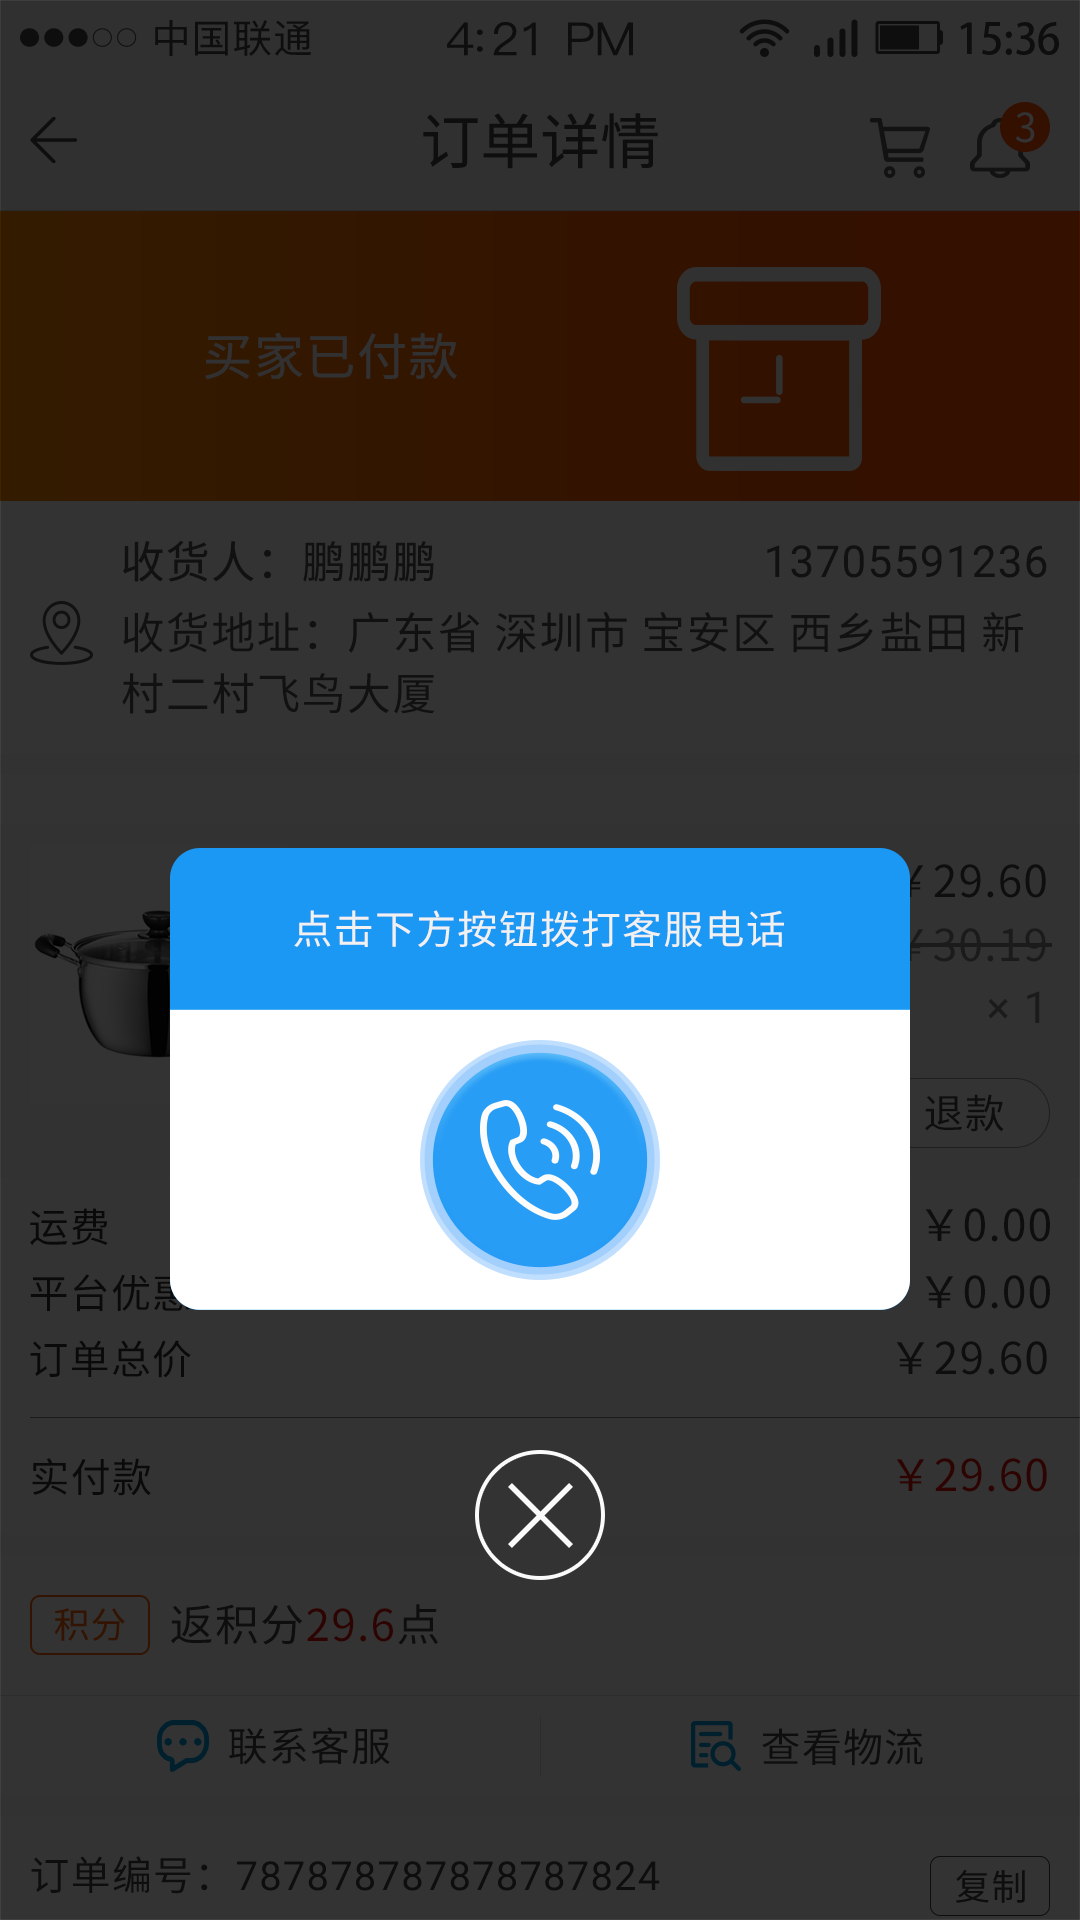 中国联通 4:21 PM 15:36
订单详情 3
买家已付款
收货人：鹏鹏鹏 13705591236
收货地址：广东省 深圳市 宝安区 西乡盐田 新
村二村飞鸟大厦
¥29.60
点击下方按钮拨打客服电话
¥30.19
× 1
退款
运费 ¥0.00
平台优惠 ¥0.00
订单总价 ¥29.60
实付款 ¥29.60
积分 返积分29.6点
联系客服 查看物流
订单编号：787878787878787824 复制